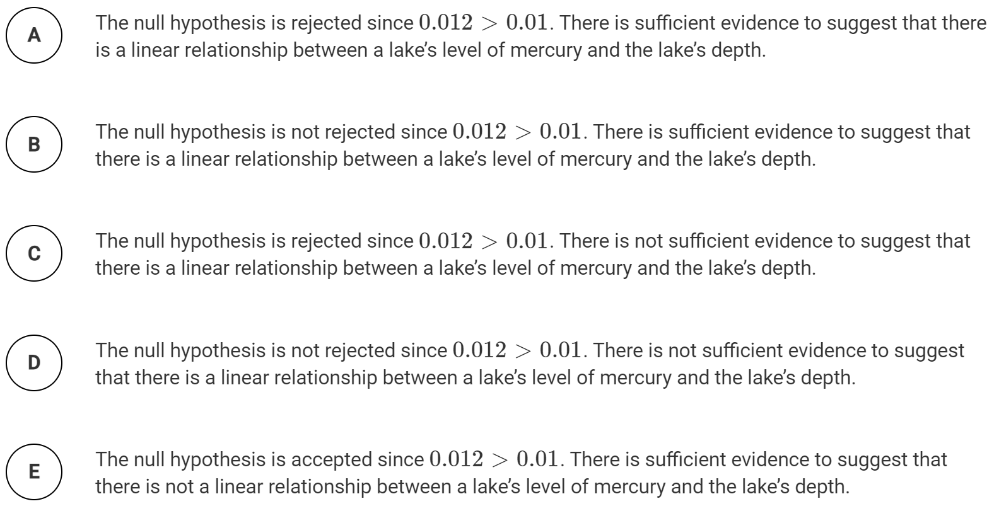 A
The null hypothesis is rejected since 0.012 > 0.01. There is sufficient evidence to suggest that there
is a linear relationship between a lake’s level of mercury and the lake’s depth.
B
The null hypothesis is not rejected since 0.012 > 0.01. There is sufficient evidence to suggest that
there is a linear relationship between a lake’s level of mercury and the lake’s depth.
C
The null hypothesis is rejected since 0.012 > 0.01. There is not sufficient evidence to suggest that
there is a linear relationship between a lake’s level of mercury and the lake’s depth.
D
The null hypothesis is not rejected since 0.012 > 0.01. There is not sufficient evidence to suggest
that there is a linear relationship between a lake’s level of mercury and the lake’s depth.
E
The null hypothesis is accepted since 0.012 > 0.01. There is sufficient evidence to suggest that
there is not a linear relationship between a lake’s level of mercury and the lake’s depth.